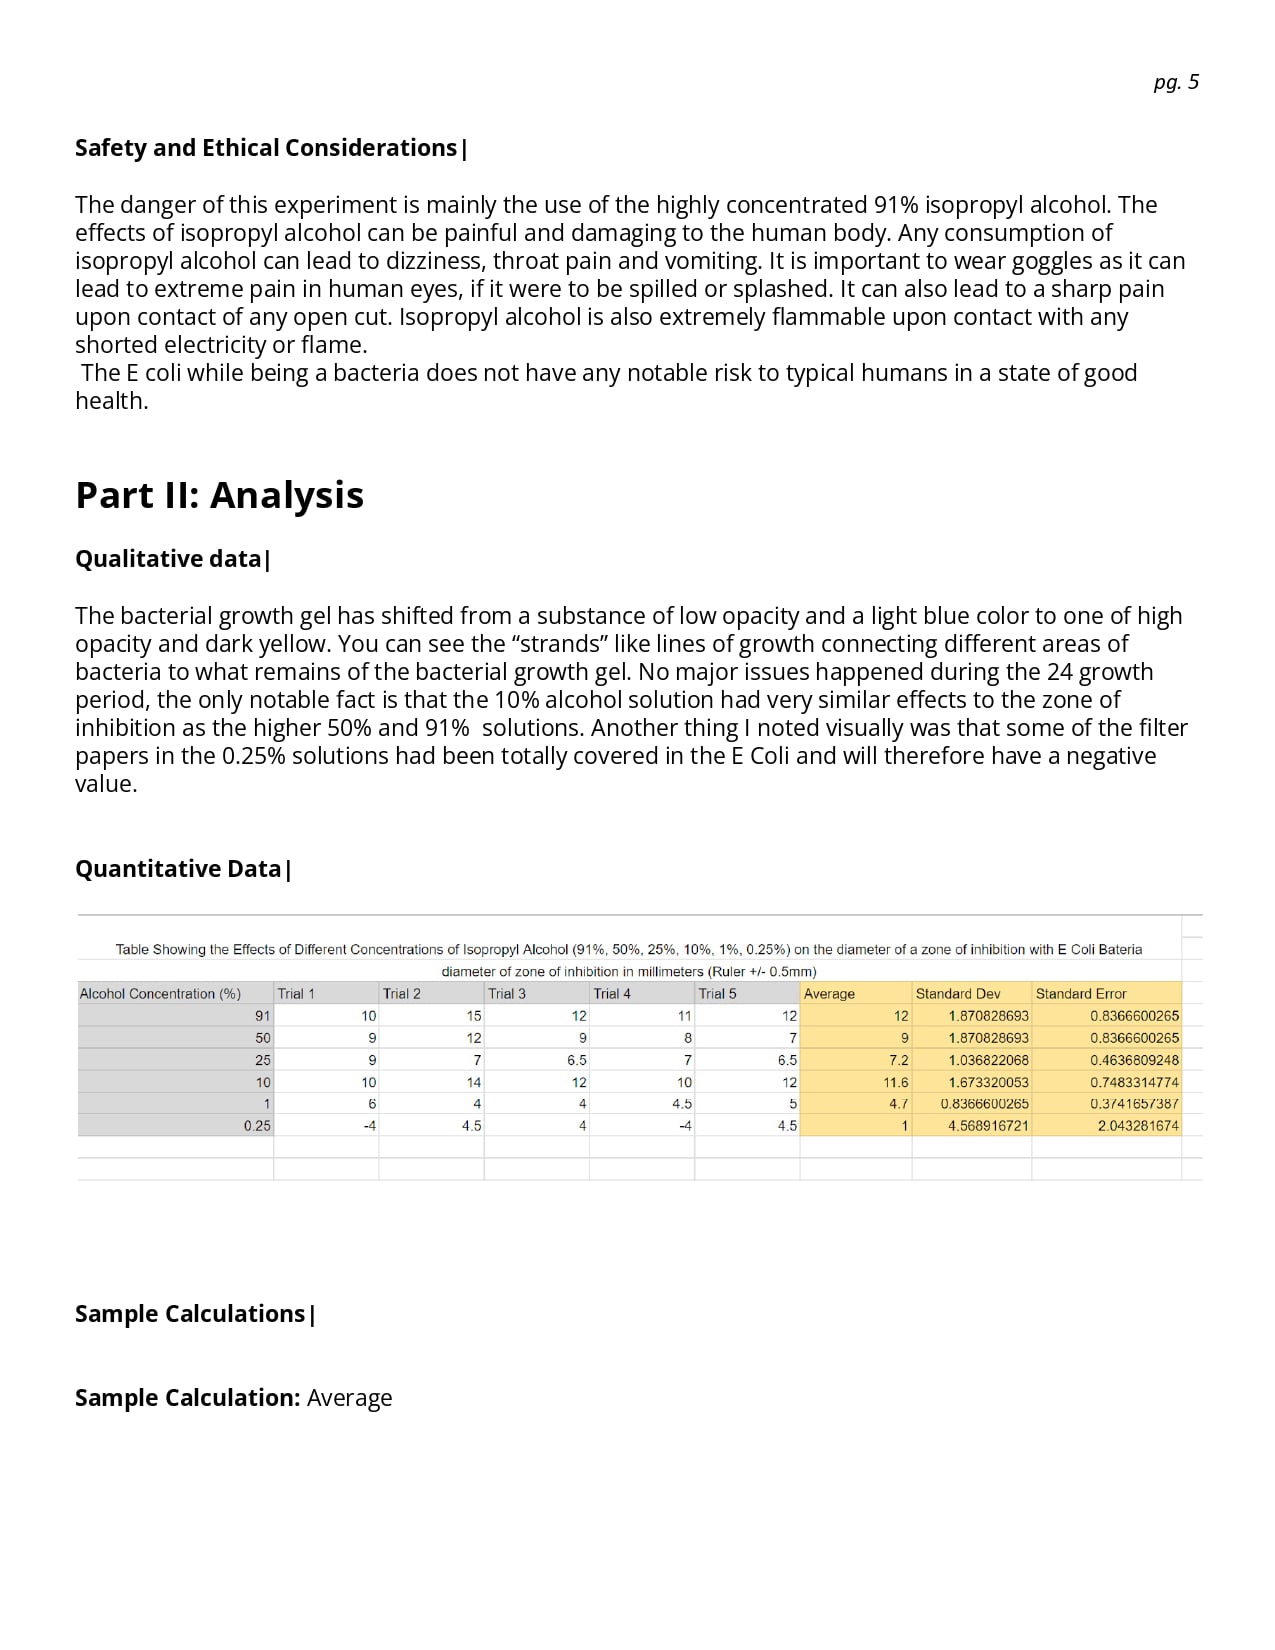 pg. 5
Safety and Ethical Considerations|
The danger of this experiment is mainly the use of the highly concentrated 91% isopropyl alcohol. The
effects of isopropyl alcohol can be painful and damaging to the human body. Any consumption of
isopropyl alcohol can lead to dizziness, throat pain and vomiting. It is important to wear goggles as it can
lead to extreme pain in human eyes, if it were to be spilled or splashed. It can also lead to a sharp pain
upon contact of any open cut. Isopropyl alcohol is also extremely flammable upon contact with any
shorted electricity or flame.
The E coli while being a bacteria does not have any notable risk to typical humans in a state of good
health.
Part II: Analysis
Qualitative data|
The bacterial growth gel has shifted from a substance of low opacity and a light blue color to one of high
opacity and dark yellow. You can see the “strands” like lines of growth connecting different areas of
bacteria to what remains of the bacterial growth gel. No major issues happened during the 24 growth
period, the only notable fact is that the 10% alcohol solution had very similar effects to the zone of
inhibition as the higher 50% and 91%  solutions. Another thing I noted visually was that some of the filter
papers in the 0.25% solutions had been totally covered in the E Coli and will therefore have a negative
value.
Quantitative Data|
Table Showing the Effects of Different Concentrations of Isopropyl Alcohol (91%, 50%, 25%, 10%, 1%, 0.25%) on the diameter of a zone of inhibition with E Coli Bateria
diameter of zone of inhibition in millimeters (Ruler +/- 0.5mm)
Alcohol Concentration (%) Trial 1 Trial 2 Trial 3 Trial 4 Trial 5 Average Standard Dev Standard Error
91 10 15 12 11 12 12 1.870828693 0.8366600265
50 9 12 9 8 7 9 1.870828693 0.8366600265
25 9 7 6.5 7 6.5 7.2 1.036822068 0.4636809248
10 10 14 12 10 12 11.6 1.673320053 0.7483314774
1 6 4 4 4.5 5 4.7 0.8366600265 0.3741657387
0.25 -4 4.5 4 -4 4.5 1 4.568916721 2.043281674
Sample Calculations|
Sample Calculation: Average